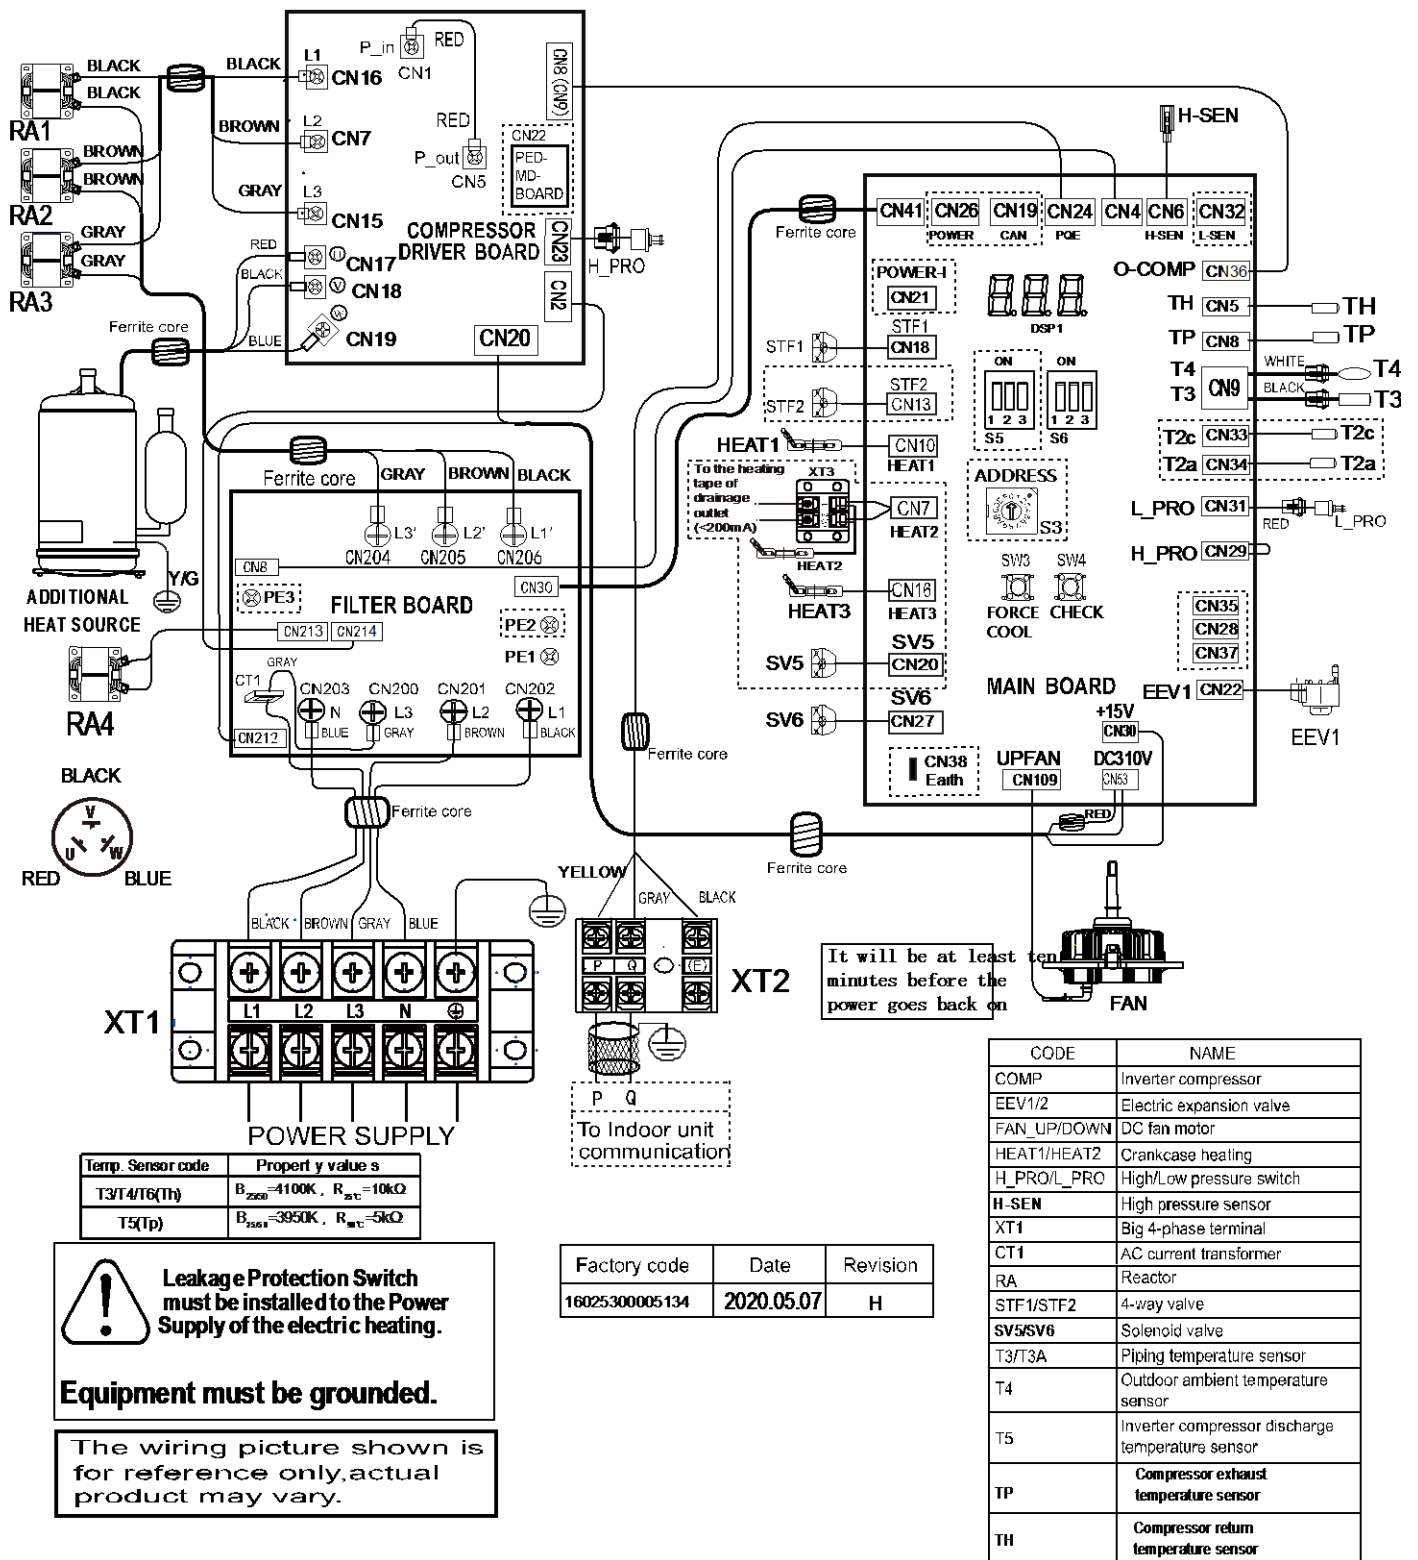 BLACK
BLACK
RA1
BROWN
BROWN
RA2
GRAY
GRAY
RA3
BLACK
BROWN
GRAY
RED
BLACK
BLUE
Ferrite core
L1
CN16
L2
CN7
L3
CN15
U
CN17
V
CN18
W
CN19
P_in
CN1
RED
RED
P_out
CN5
CN8 (CN9)
CN22
PED-
MD-
BOARD
COMPRESSOR
DRIVER BOARD
CN23
H_PRO
CN2
CN20
Ferrite core
H-SEN
CN41
CN26
CN19
CN24
CN4
CN6
CN32
POWER
CAN
PQE
H-SEN
L-SEN
POWER-I
CN21
DSP1
O-COMP
CN36
TH
CN5
TH
TP
CN8
TP
T4
T3
CN9
WHITE
BLACK
T4
T3
T2c
CN33
T2c
T2a
CN34
T2a
L_PRO
CN31
RED
L_PRO
H_PRO
CN29
STF1
STF1
CN18
STF2
STF2
CN13
HEAT1
CN10
HEAT1
To the heating
tape of
drainage
outlet
(<200mA)
XT3
CN7
HEAT2
HEAT2
HEAT3
CN16
HEAT3
SV5
SV5
CN20
SV6
SV6
CN27
CN38
Earth
ON
1 2 3
S5
ON
1 2 3
S6
ADDRESS
S3
SW3
SW4
FORCE
COOL
CHECK
CN35
CN28
CN37
MAIN BOARD
EEV1
CN22
EEV1
+15V
CN30
UPFAN
CN109
DC310V
CN53
RED
Ferrite core
GRAY
BROWN
BLACK
L3'
L2'
L1'
CN204
CN205
CN206
CN8
CN30
PE3
FILTER BOARD
PE2
PE1
CN213
CN214
GRAY
CT1
CN203
CN200
CN201
CN202
N
L3
L2
L1
BLUE
GRAY
BROWN
BLACK
CN212
Y/G
ADDITIONAL
HEAT SOURCE
RA4
BLACK
V
U
W
RED
BLUE
Ferrite core
Ferrite core
Ferrite core
BLACK
BROWN
GRAY
BLUE
XT1
L1
L2
L3
N
POWER SUPPLY
YELLOW
GRAY
BLACK
P
Q
(E)
XT2
P Q
To Indoor unit
communication
It will be at least ten
minutes before the
power goes back on
FAN
Temp. Sensor code
Property values
T3/T4/T6(Th)
B25/50=4100K, R25℃=10kΩ
T5(Tp)
=3950K,
=5kΩ
Leakage Protection Switch
must be installed to the Power
Supply of the electric heating.
Equipment must be grounded.
The wiring picture shown is
for reference only,actual
product may vary.
Factory code
Date
Revision
16025300005134
2020.05.07
H
CODE
NAME
COMP
Inverter compressor
EEV1/2
Electric expansion valve
FAN_UP/DOWN
DC fan motor
HEAT1/HEAT2
Crankcase heating
H_PRO/L_PRO
High/Low pressure switch
H-SEN
High pressure sensor
XT1
Big 4-phase terminal
CT1
AC current transformer
RA
Reactor
STF1/STF2
4-way valve
SV5/SV6
Solenoid valve
T3/T3A
Piping temperature sensor
T4
Outdoor ambient temperature
sensor
T5
Inverter compressor discharge
temperature sensor
TP
Compressor exhaust
temperature sensor
TH
Compressor return
temperature sensor